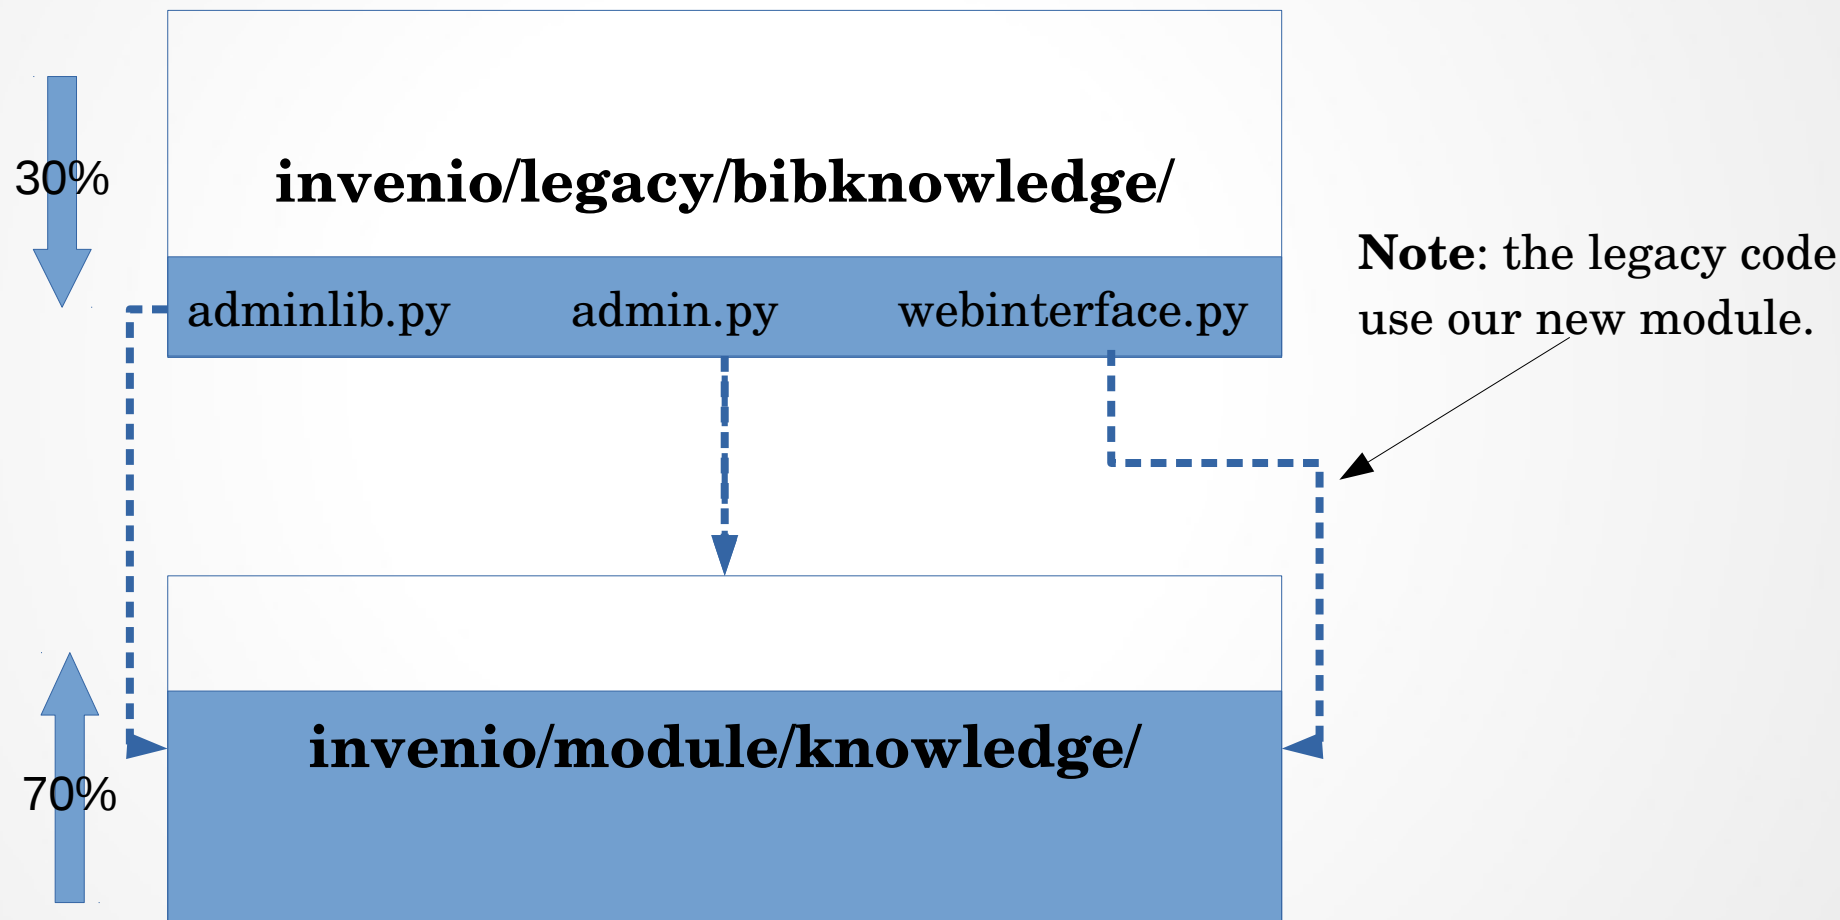 30%
invenio/legacy/bibknowledge/
adminlib.py admin.py webinterface.py
Note: the legacy code
use our new module.
invenio/module/knowledge/
70%